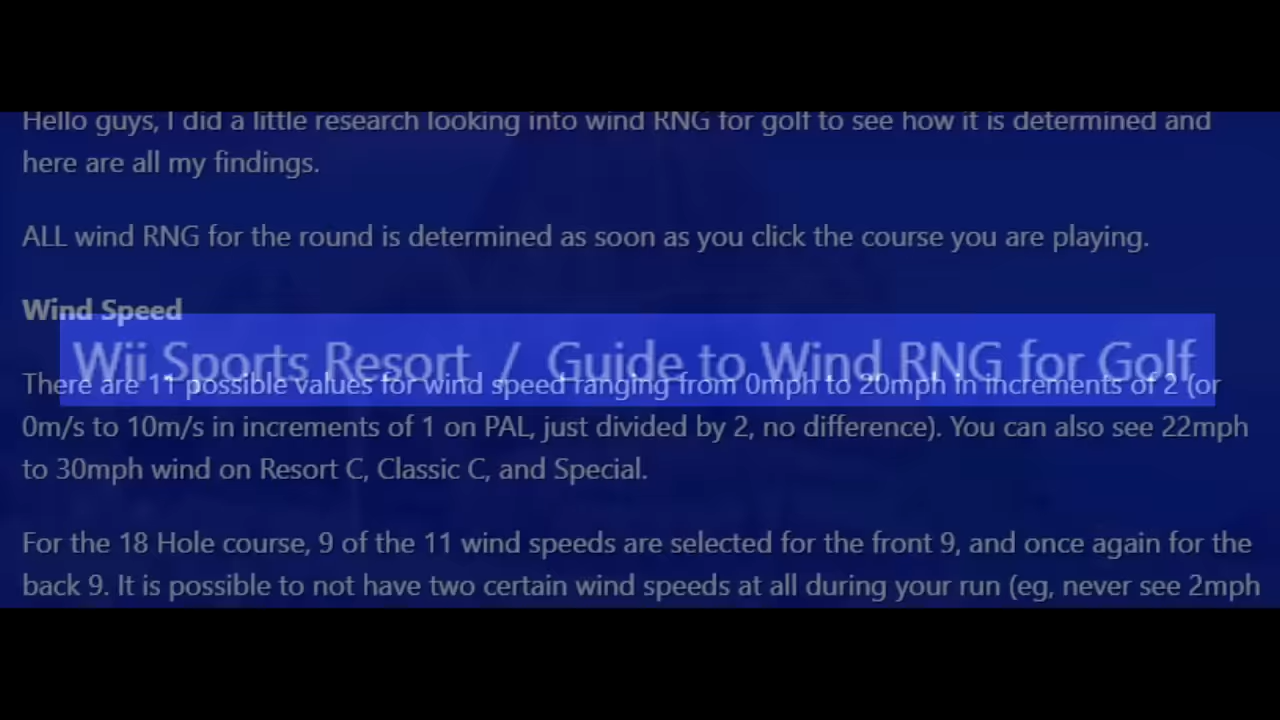 Hello guys, I did a little research looking into wind RNG for golf to see how it is determined and
here are all my findings.
ALL wind RNG for the round is determined as soon as you click the course you are playing.
Wind Speed
Wii Sports Resort / Guide to Wind RNG for Golf
There are 11 possible values for wind speed ranging from 0mph to 20mph in increments of 2 (or
0m/s to 10m/s in increments of 1 on PAL, just divided by 2, no difference). You can also see 22mph
to 30mph wind on Resort C, Classic C, and Special.
For the 18 Hole course, 9 of the 11 wind speeds are selected for the front 9, and once again for the
back 9. It is possible to not have two certain wind speeds at all during your run (eg, never see 2mph